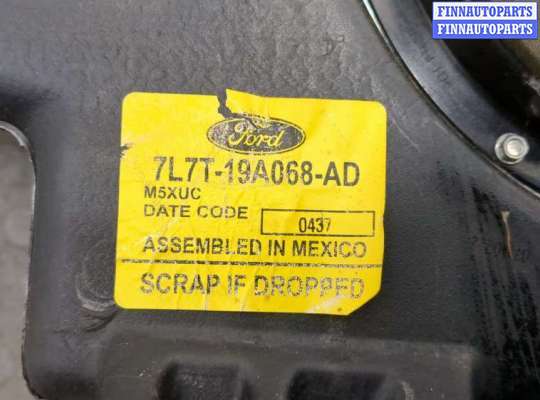 FINNAUTOPARTS
FINNAUTOPARTS
Ford
7L7T-19A068-AD
M5XUC
DATE CODE 0437
ASSEMBLED IN MEXICO
SCRAP IF DROPPED